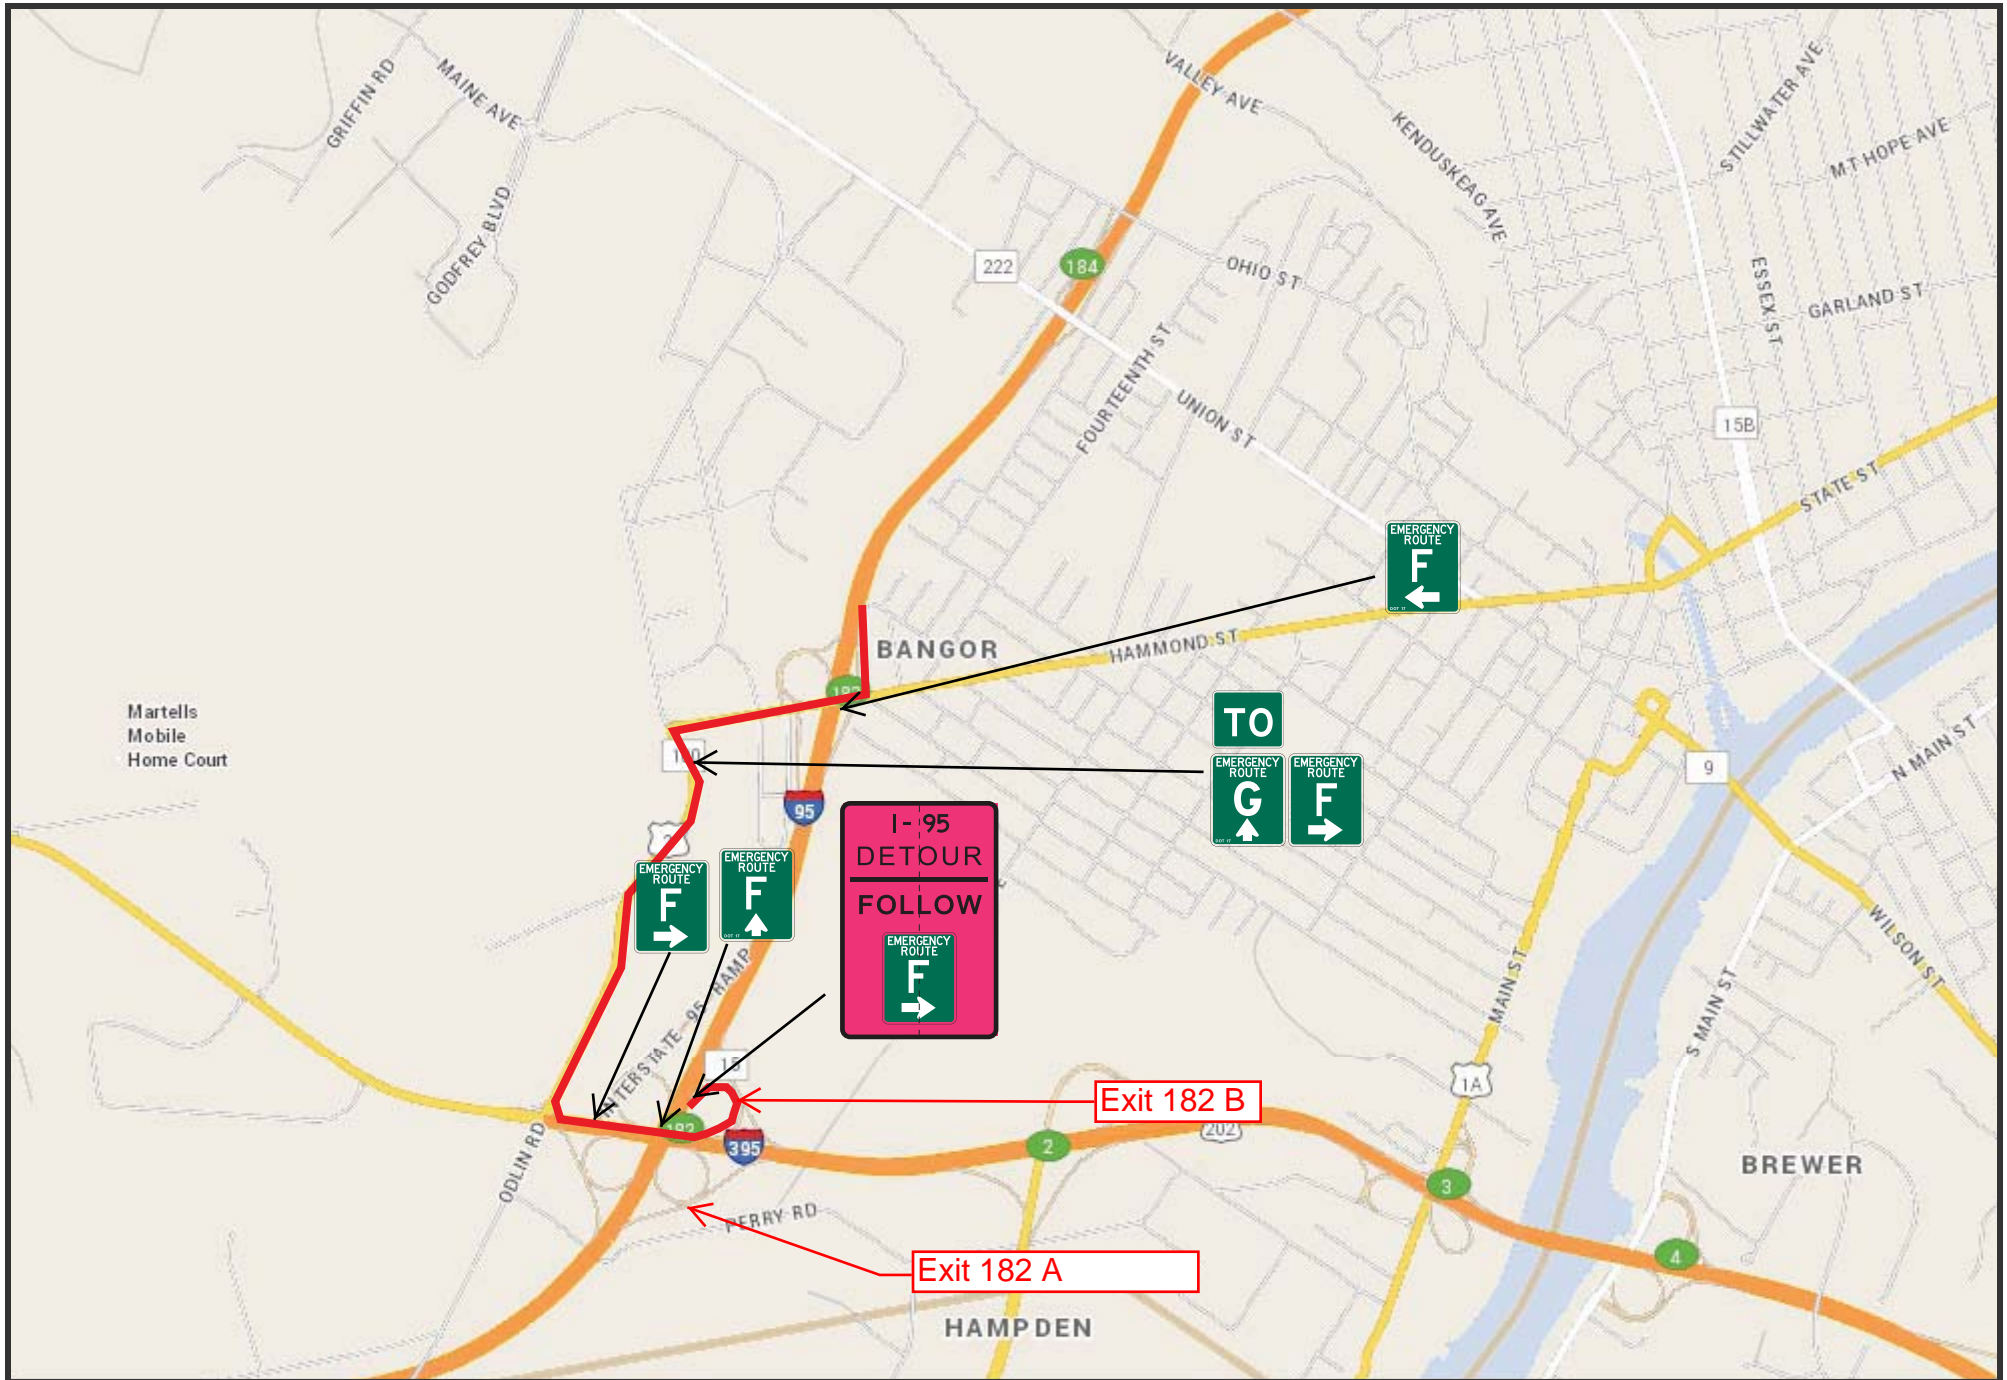 GRIFFIN RD
MAINE AVE
GODFREY BLVD
VALLEY AVE
KENDUSKEAG AVE
STILLWATER AVE
MT HOPE AVE
222
184
OHIO ST
ESSEX ST
GARLAND ST
FOURTEENTH ST
UNION ST
15B
STATE ST
EMERGENCY
ROUTE
F
BANGOR
HAMMOND ST
Martells
Mobile
Home Court
TO
EMERGENCY
ROUTE
G
EMERGENCY
ROUTE
F
9
N MAIN ST
95
I-95
DETOUR
FOLLOW
EMERGENCY
ROUTE
F
EMERGENCY
ROUTE
F
EMERGENCY
ROUTE
F
2
INTERSTATE 95 RAMP
15
MAIN ST
S MAIN ST
WILSON ST
1A
Exit 182 B
202
182
395
2
3
4
ODLIN RD
PERRY RD
BREWER
Exit 182 A
HAMPDEN